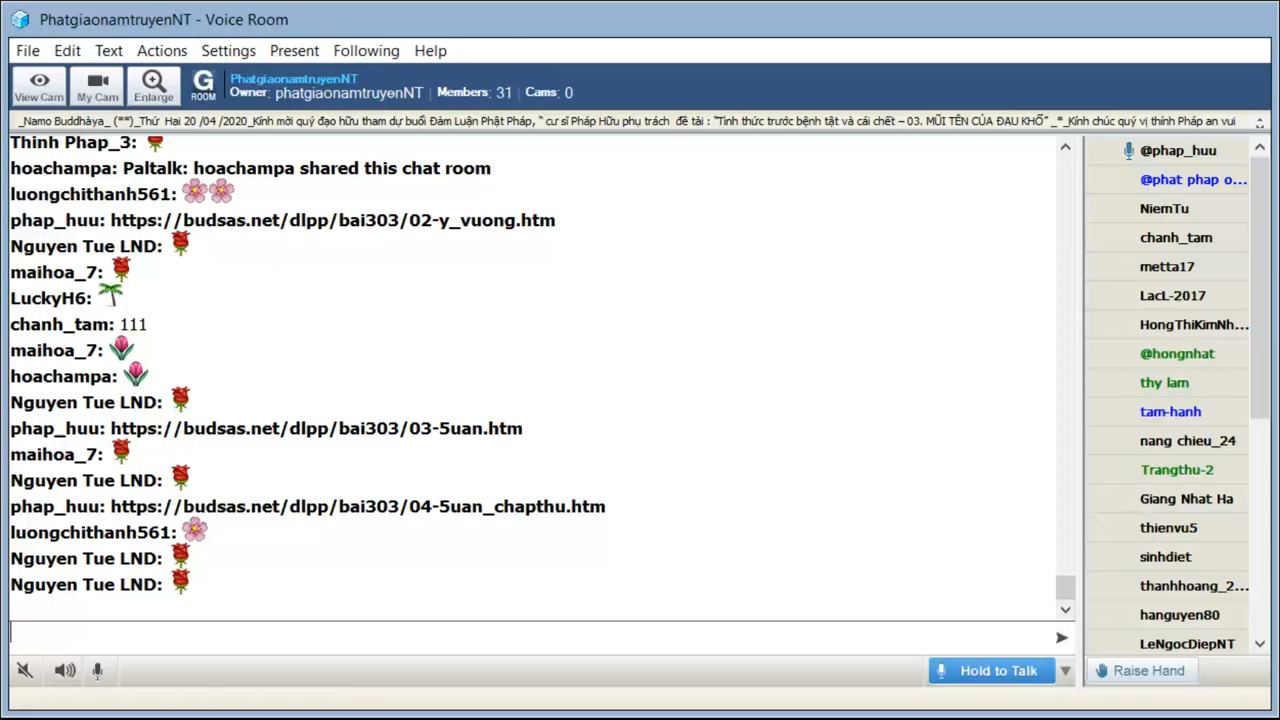 PhatgiaonamtruyenNT - Voice Room
File Edit Text Actions Settings Present Following Help
View Cam My Cam Enlarge G ROOM
PhatgiaonamtruyenNT
Owner: phatgiaonamtruyenNT | Members: 31 | Cams: 0
_Namo Buddhàya_ (**)_Thứ Hai 20 /04 /2020_Kính mời quý đạo hữu tham dự buổi Đàm Luận Phật Pháp, “ cư sĩ Pháp Hữu phụ trách đề tài : “Tỉnh thức trước bệnh tật và cái chết – 03. MŨI TÊN CỦA ĐAU KHỔ” _*_Kính chúc quý vị thính Pháp an vui
Thinh Phap_3:
hoachampa: Paltalk: hoachampa shared this chat room
luongchithanh561:
phap_huu: https://budsas.net/dlpp/bai303/02-y_vuong.htm
Nguyen Tue LND:
maihoa_7:
LuckyH6:
chanh_tam: 111
maihoa_7:
hoachampa:
Nguyen Tue LND:
phap_huu: https://budsas.net/dlpp/bai303/03-5uan.htm
maihoa_7:
Nguyen Tue LND:
phap_huu: https://budsas.net/dlpp/bai303/04-5uan_chapthu.htm
luongchithanh561:
Nguyen Tue LND:
Nguyen Tue LND:
@phap_huu
@phat phap o...
NiemTu
chanh_tam
metta17
LacL-2017
HongThiKimNh...
@hongnhat
thy lam
tam-hanh
nang chieu_24
Trangthu-2
Giang Nhat Ha
thienvu5
sinhdiet
thanhhoang_2...
hanguyen80
LeNgocDiepNT
Hold to Talk
Raise Hand